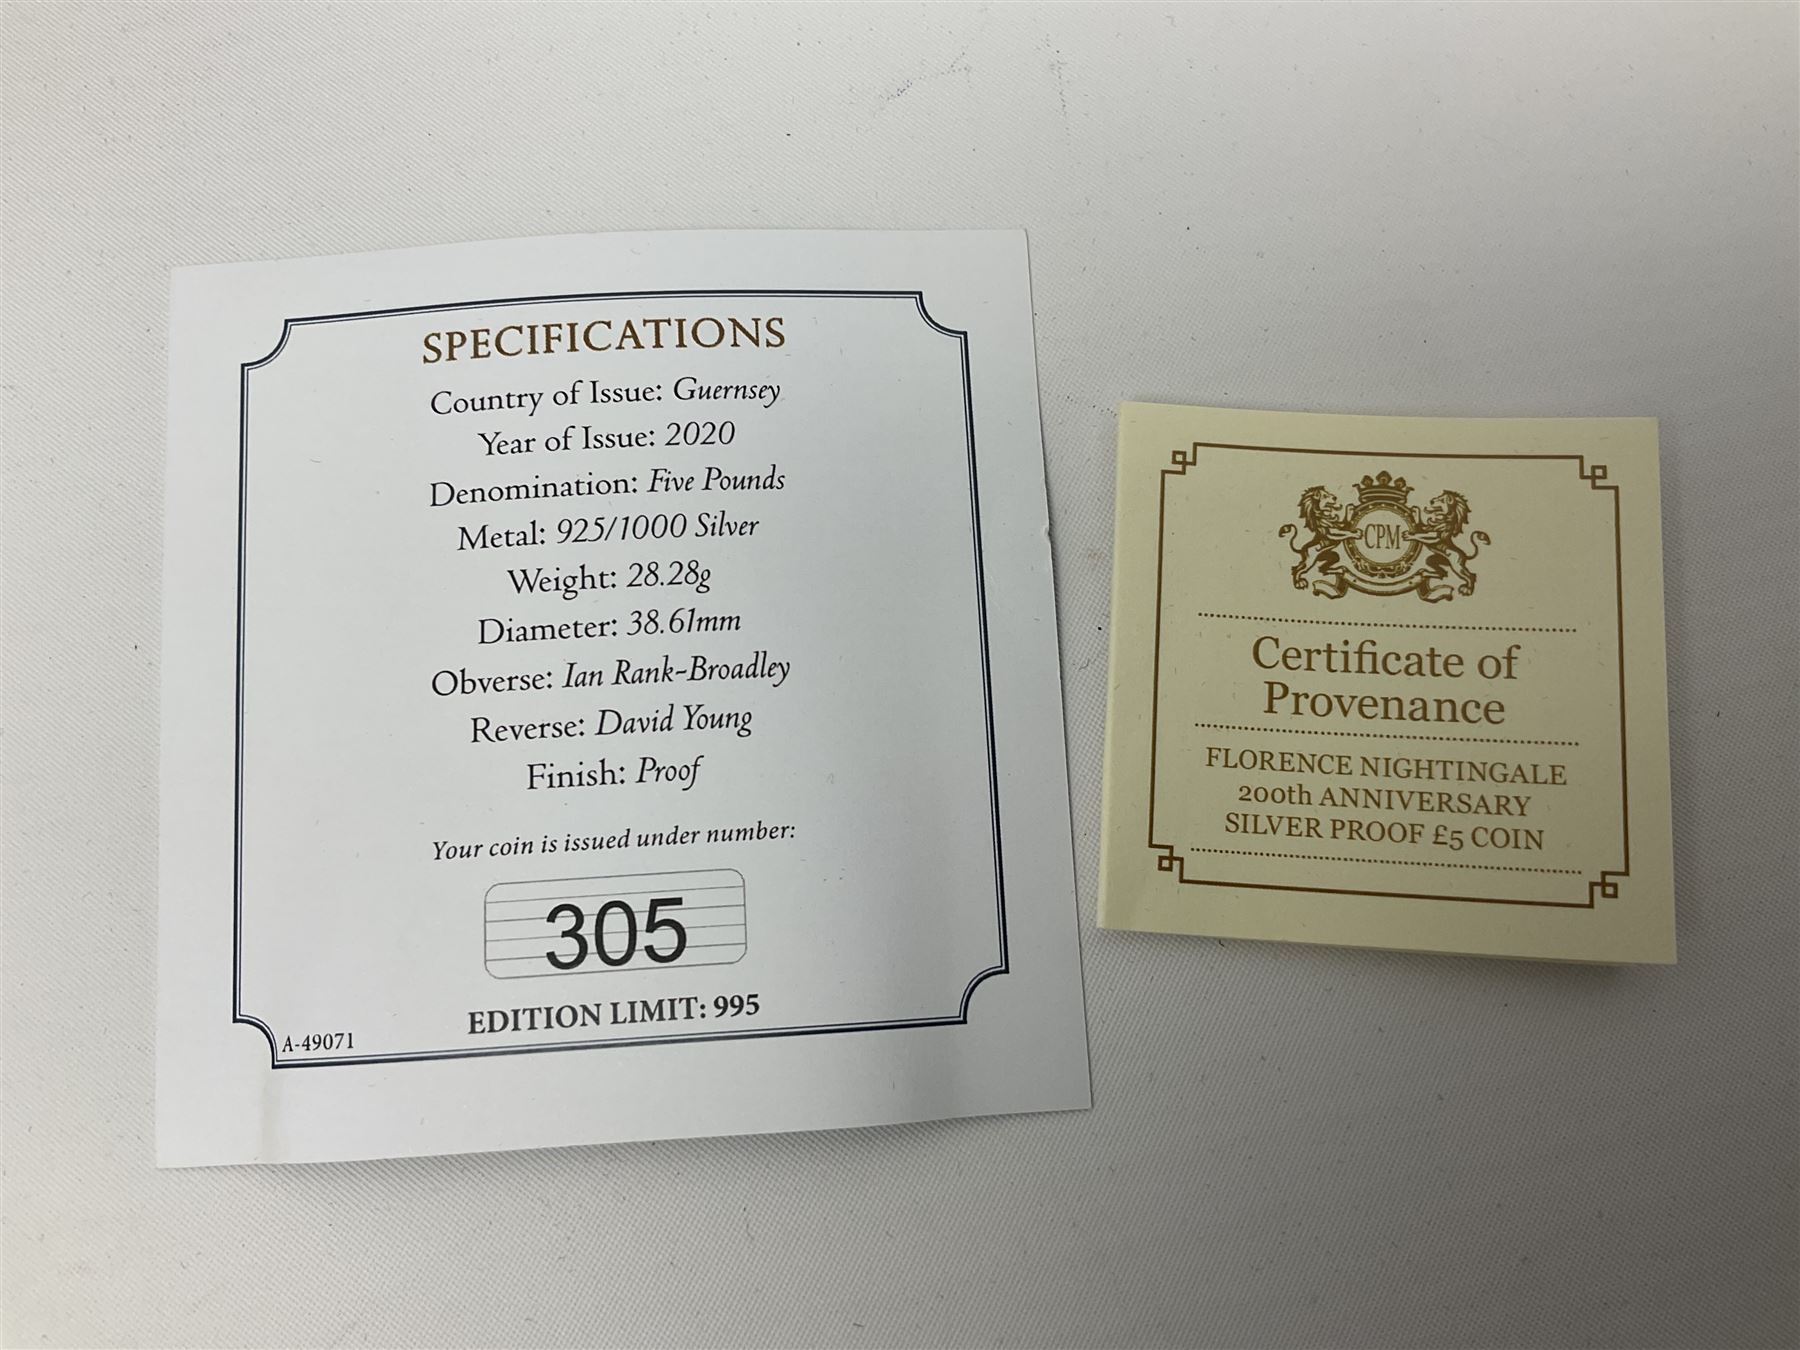 SPECIFICATIONS
Country of Issue: Guernsey
Year of Issue: 2020
Denomination: Five Pounds
Metal: 925/1000 Silver
Weight: 28.28g
Diameter: 38.61mm
Obverse: Ian Rank-Broadley
Reverse: David Young
Finish: Proof
Your coin is issued under number:
305
EDITION LIMIT: 995
A-49071
CPM
Certificate of
Provenance
FLORENCE NIGHTINGALE
200th ANNIVERSARY
SILVER PROOF £5 COIN